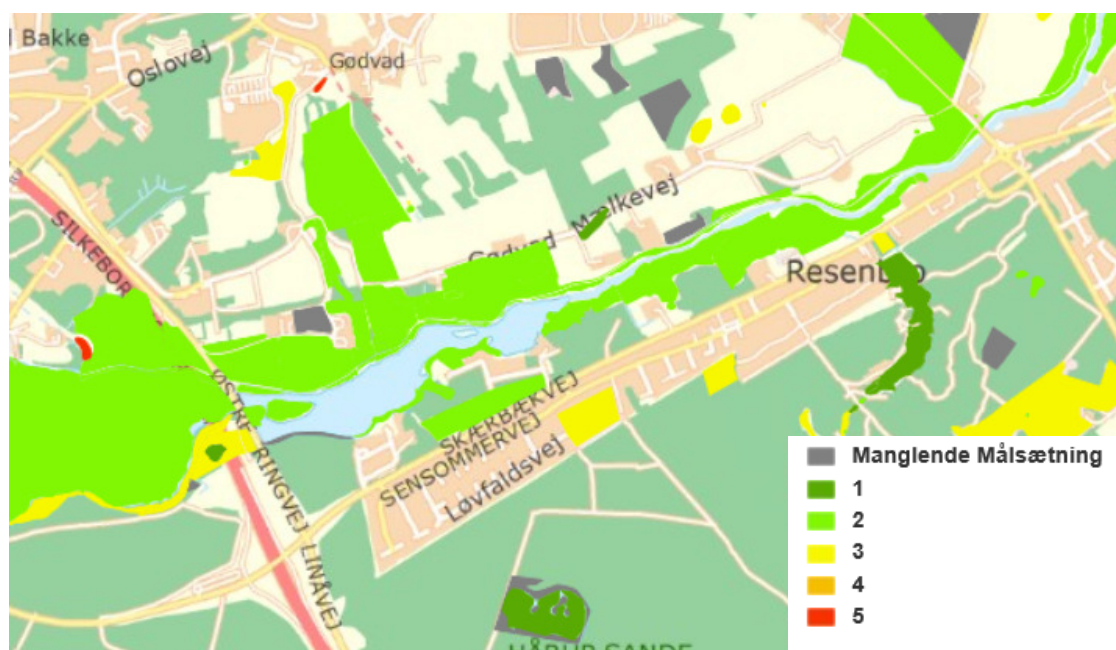 Bakke
Oslovej
Gødvad
SILKEBOR
Gødvad Mælkevej
Resenbro
ØSTRE RINGVEJ
LINÅVEJ
SKÆRBÆKVEJ
SENSOMMERVEJ
Løvfaldsvej
HÅRUP SANDE
Manglende Målsætning
1
2
3
4
5